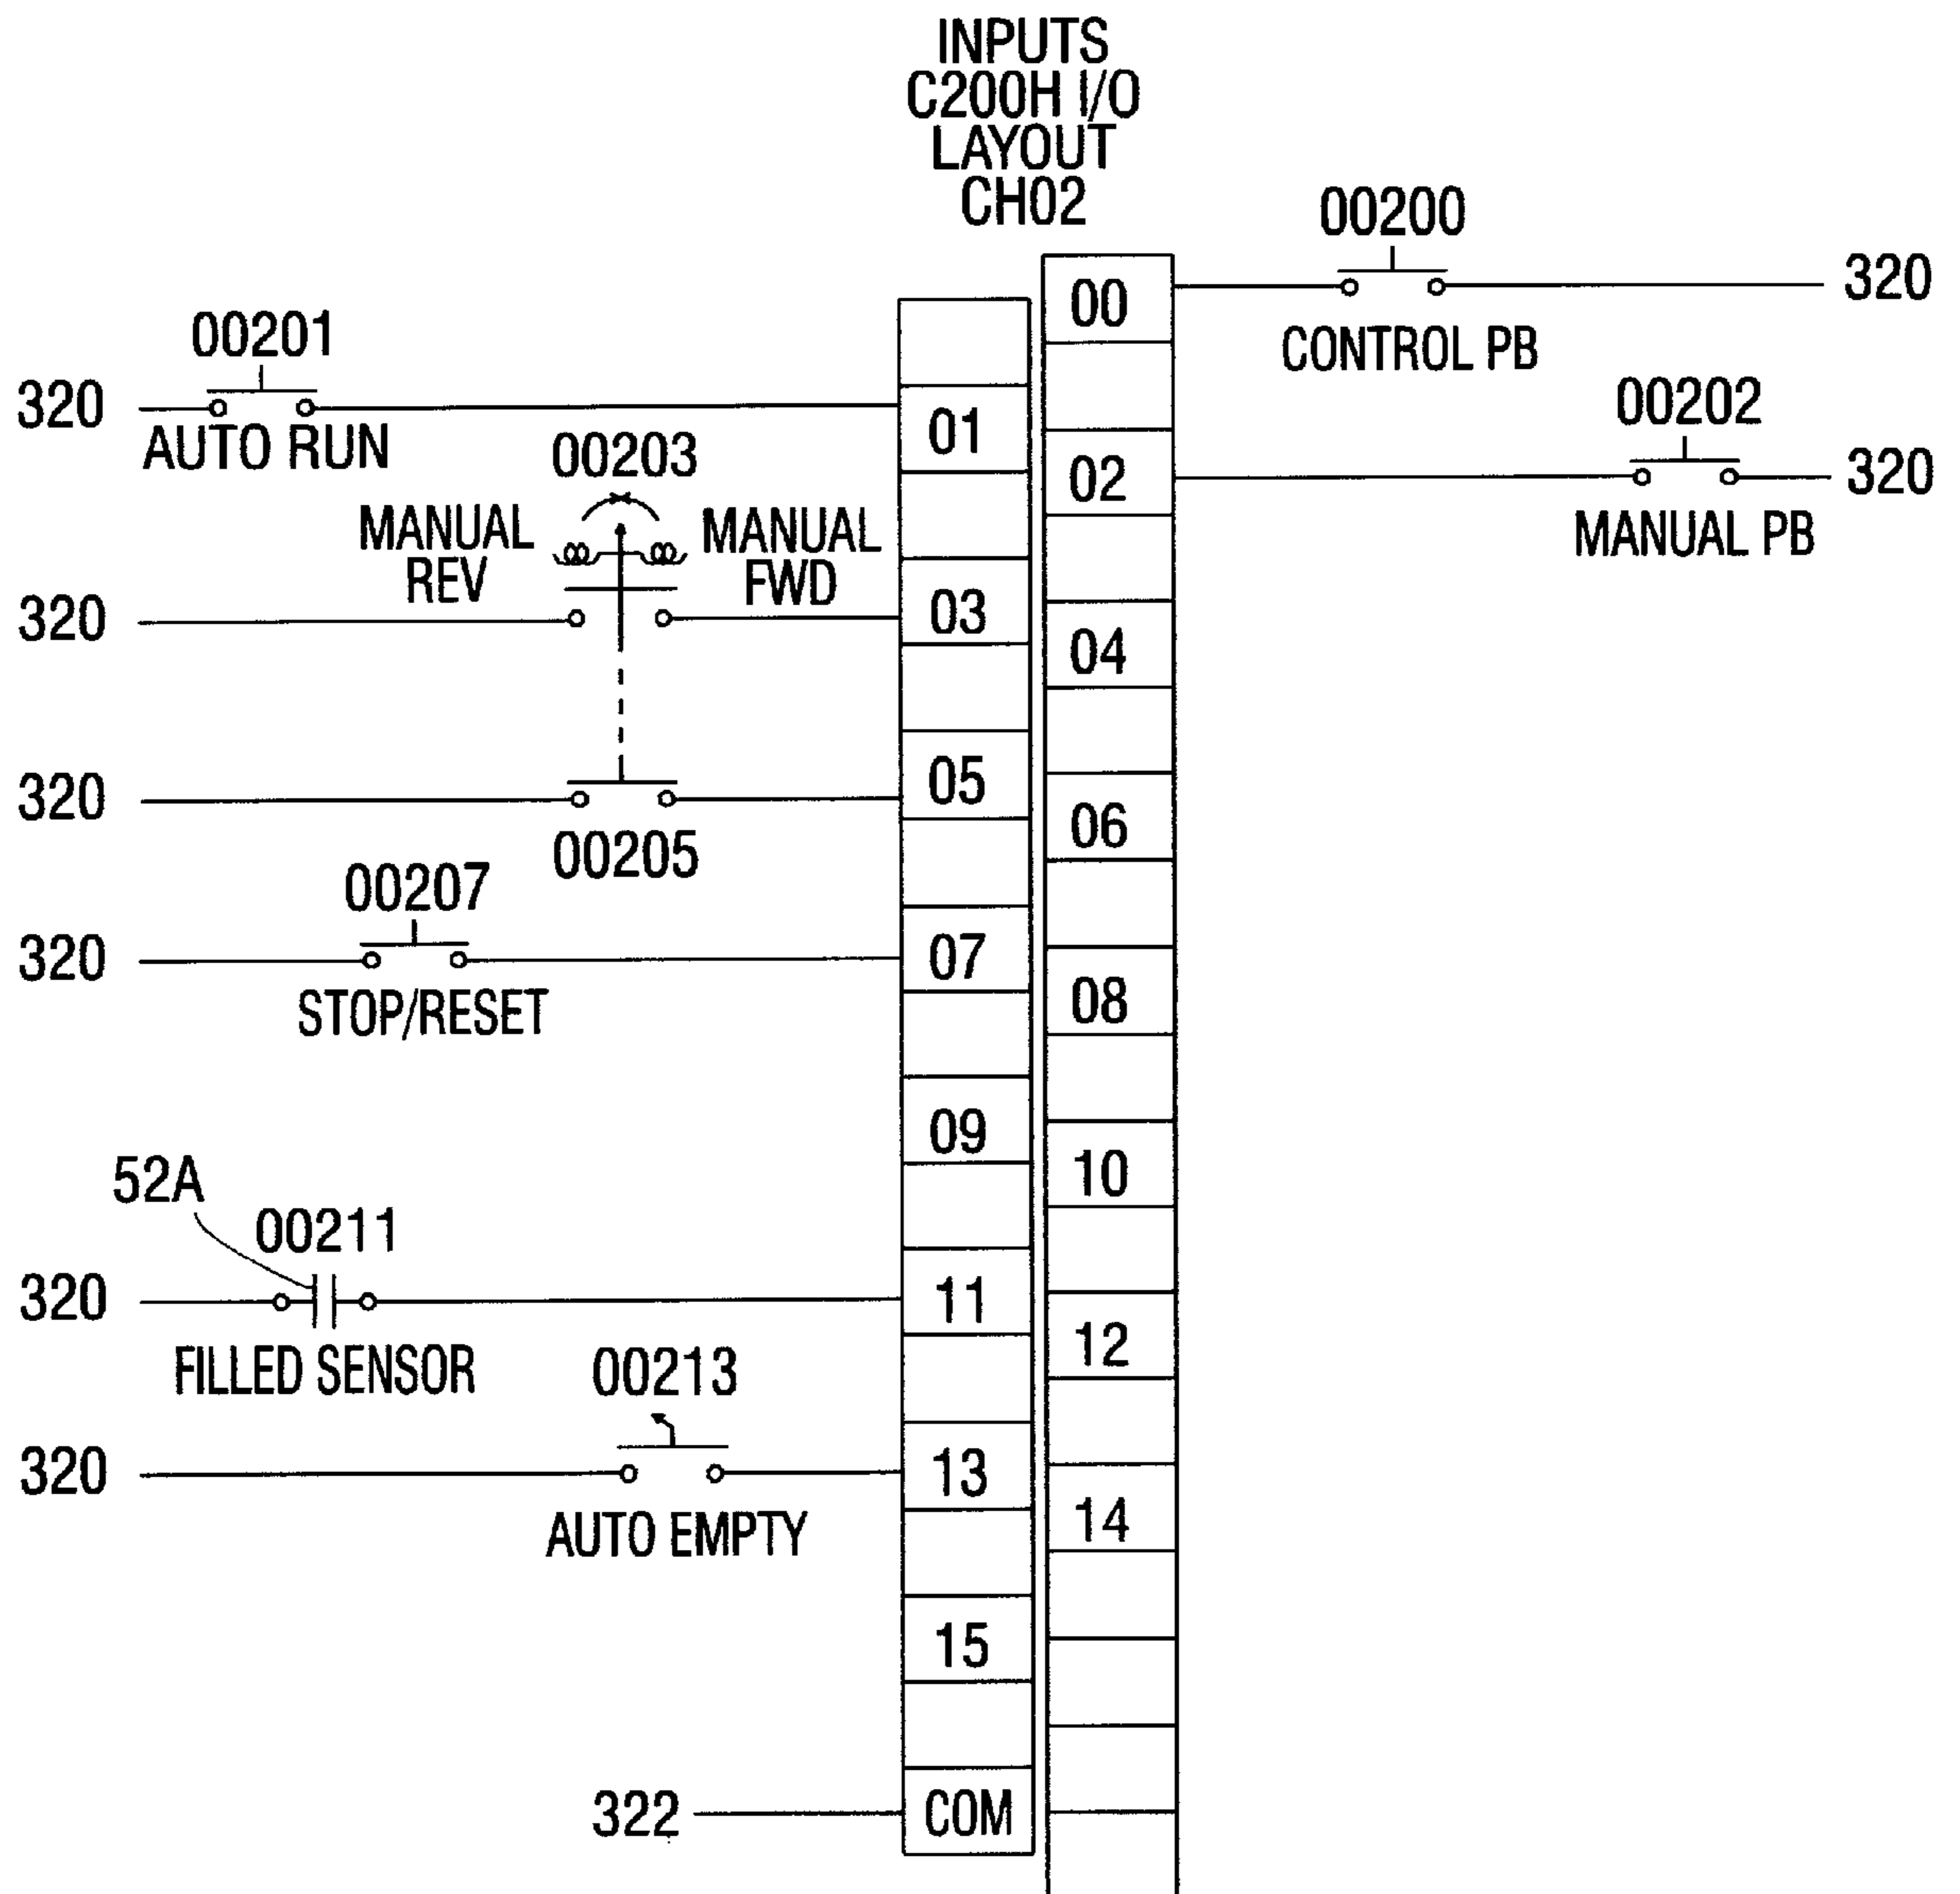 INPUTS
C200H I/O
LAYOUT
CH02
00200
00
320
CONTROL PB
00201
320
AUTO RUN
01
00202
02
320
MANUAL PB
00203
MANUAL
REV
MANUAL
FWD
320
03
04
320
05
00205
06
00207
320
07
STOP/RESET
08
09
10
52A
00211
320
11
FILLED SENSOR
12
00213
320
13
AUTO EMPTY
14
15
322
COM